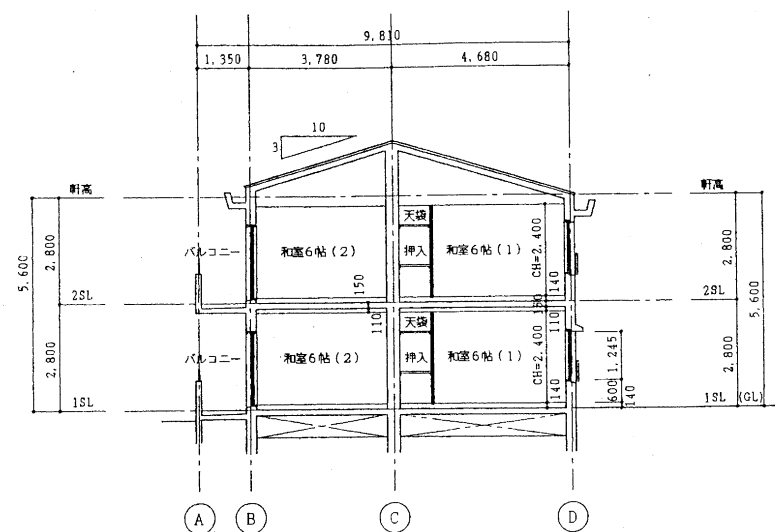 9,810
1,350 3,780 4,680
10
3
軒高 軒高
天袋
バルコニー 和室6帖(2) 押入 和室6帖(1) CH=2,400
5,600 2,800 2,800 5,600
150 140
2SL 150 2SL
110 110
天袋
バルコニー 和室6帖(2) 押入 和室6帖(1) CH=2,400
2,800 1,245 2,800
140 600 140
1SL 1SL (GL)
A B C D